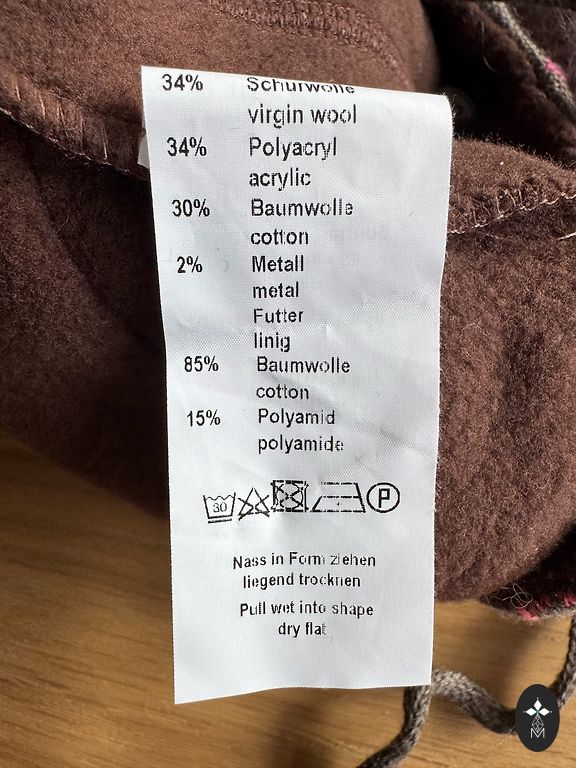 34% Schurwolle
virgin wool
34% Polyacryl
acrylic
30% Baumwolle
cotton
2% Metall
metal
Futter
linig
85% Baumwolle
cotton
15% Polyamid
polyamide
30 P
Nass in Form ziehen
liegend trocknen
Pull wet into shape
dry flat
M